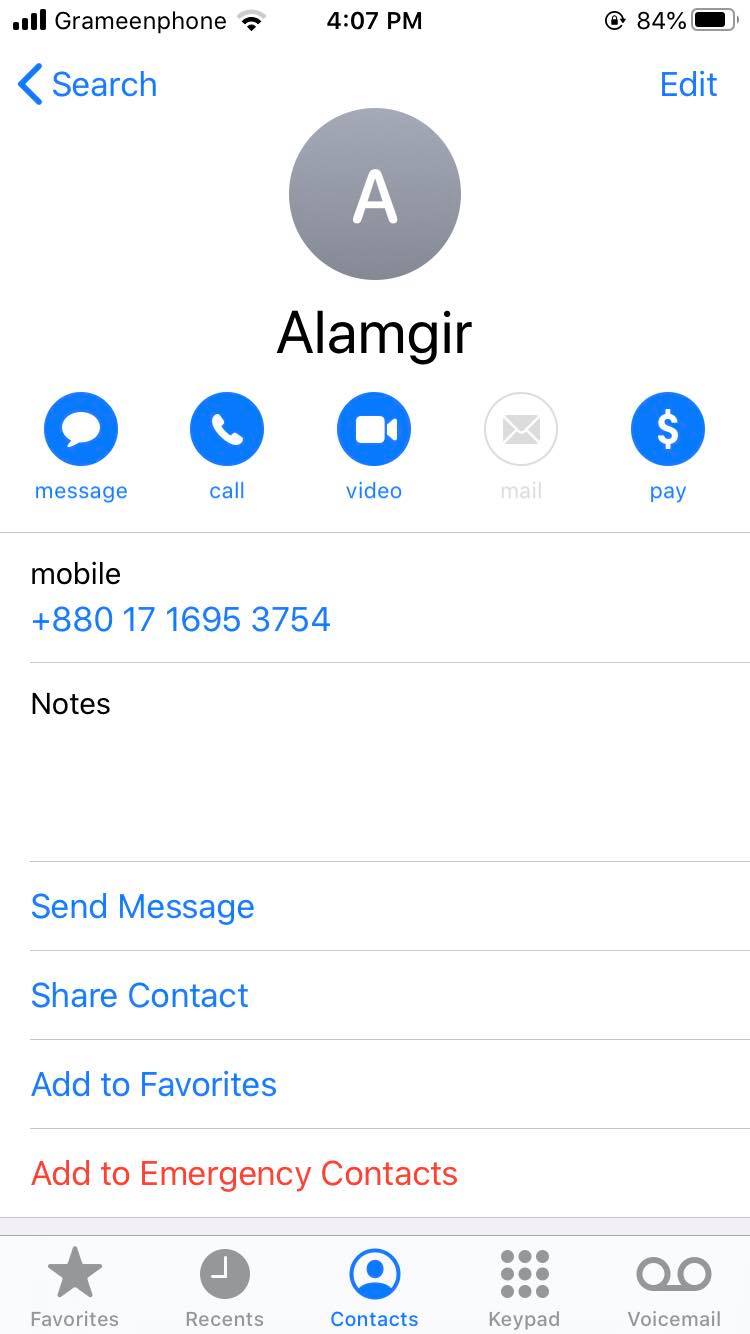 Grameenphone 4:07 PM 84%
Search Edit
A
Alamgir
message call video mail pay
mobile
+880 17 1695 3754
Notes
Send Message
Share Contact
Add to Favorites
Add to Emergency Contacts
Favorites Recents Contacts Keypad Voicemail